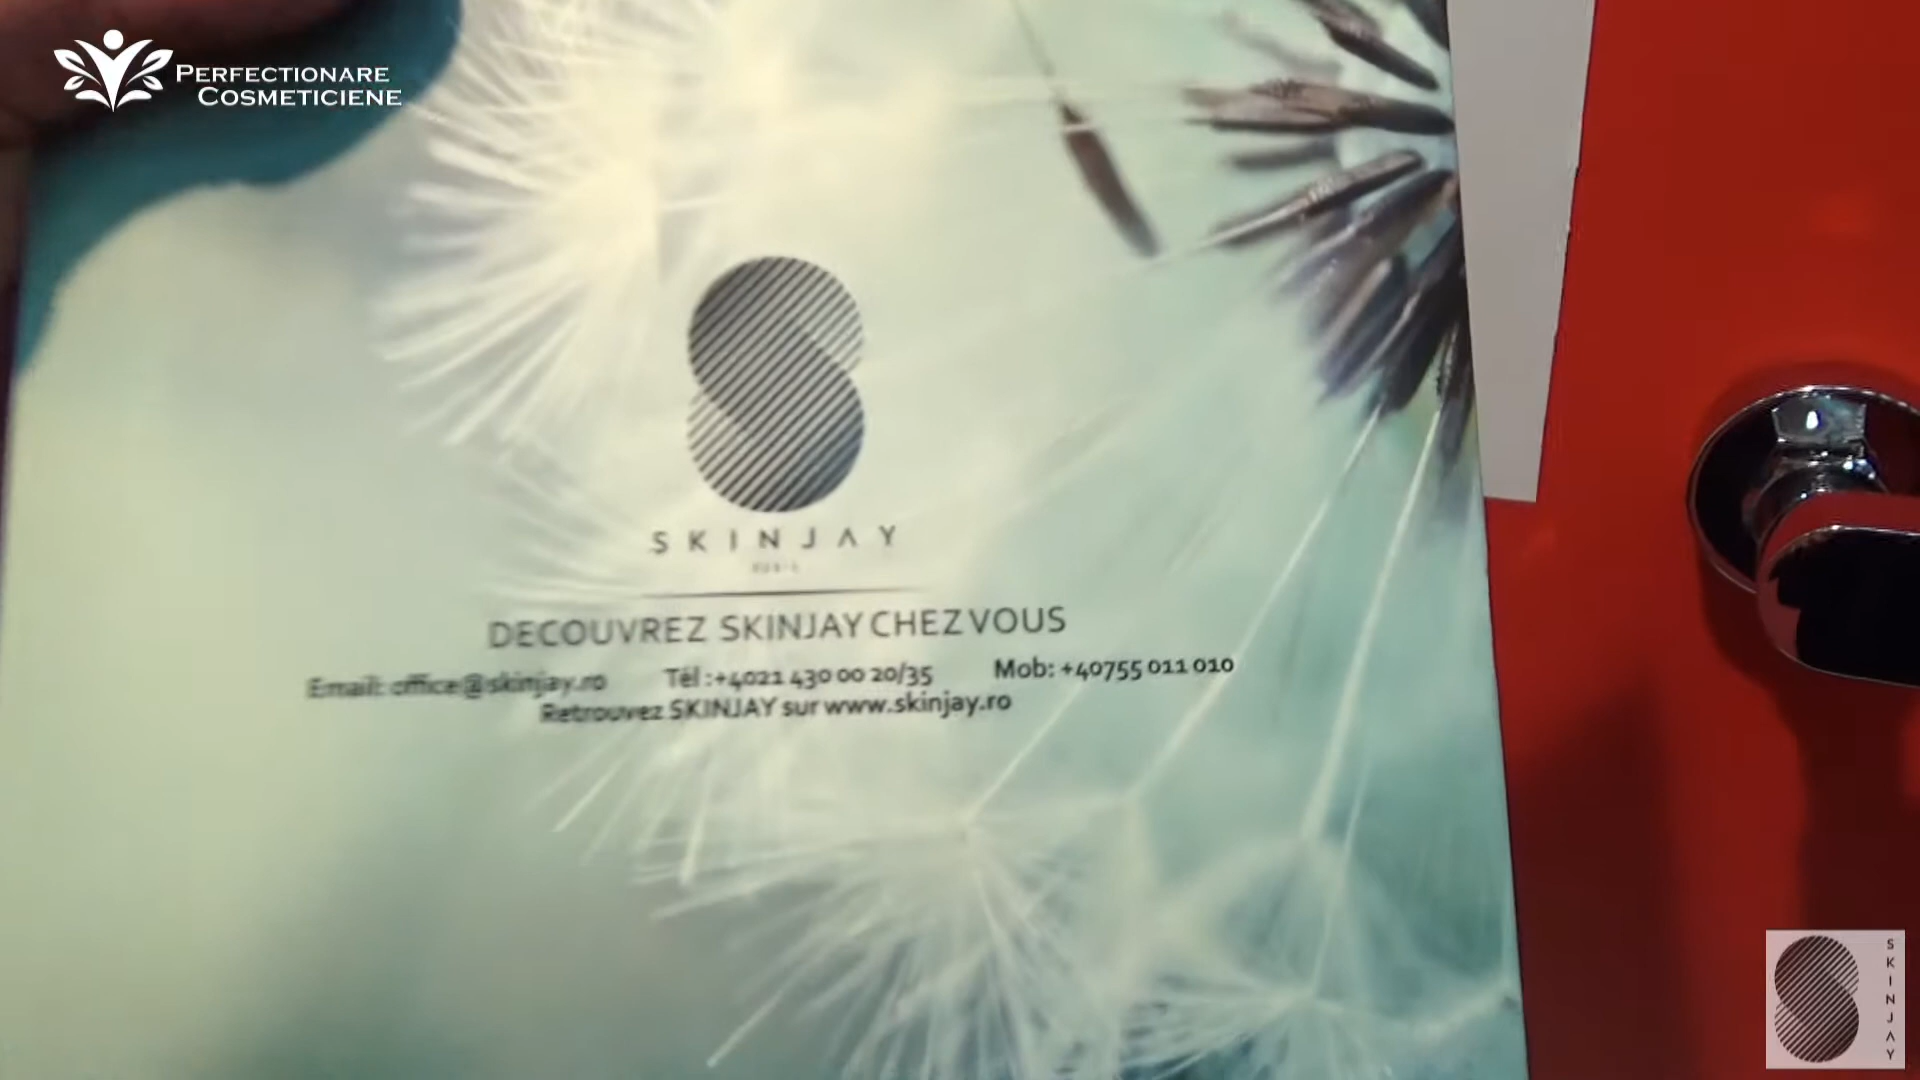 PERFECTIONARE
COSMETICIENE
SKINJAY
DECOUVREZ SKINJAY CHEZ VOUS
Email: office@skinjay.ro Tél :+4021 430 00 20/35 Mob: +40755 011 010
Retrouvez SKINJAY sur www.skinjay.ro
SKINJAY